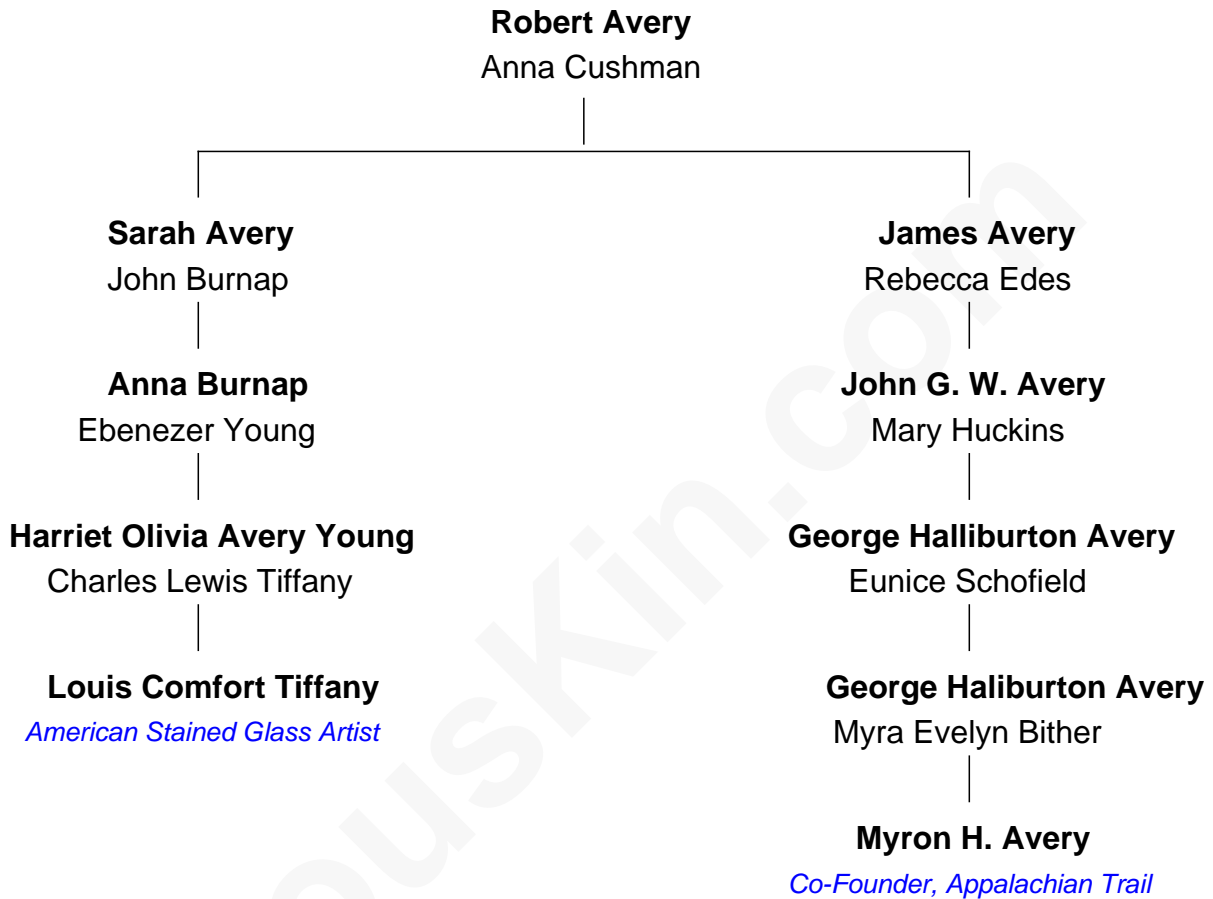 Robert Avery
Anna Cushman
Sarah Avery
John Burnap
James Avery
Rebecca Edes
Anna Burnap
Ebenezer Young
John G. W. Avery
Mary Huckins
Harriet Olivia Avery Young
Charles Lewis Tiffany
George Halliburton Avery
Eunice Schofield
Louis Comfort Tiffany
American Stained Glass Artist
George Haliburton Avery
Myra Evelyn Bither
Myron H. Avery
Co-Founder, Appalachian Trail
ousKin.com